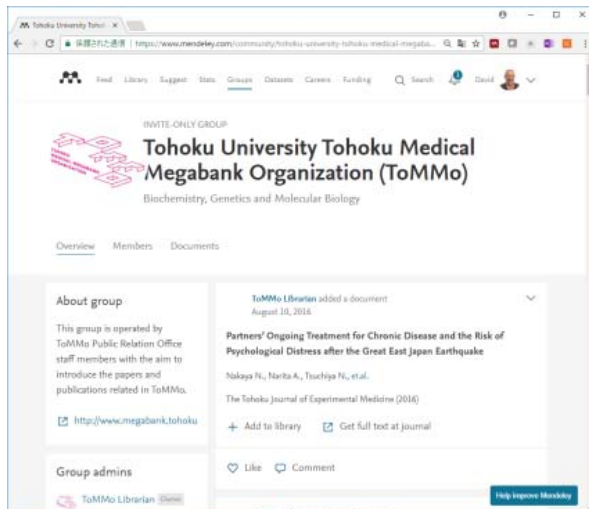 Tohoku University Tohok
保護された通信 | https://www.mendeley.com/community/tohoku-university-tohoku-medical-megaba...
Feed Library Suggest Stats Groups Datasets Careers Funding Search David
INVITE-ONLY GROUP
Tohoku University Tohoku Medical
Megabank Organization (ToMMo)
Biochemistry, Genetics and Molecular Biology
TOHOKU
MEDICAL MEGABANK
ORGANIZATION
Overview Members Documents
About group
This group is operated by
ToMMo Public Relation Office
staff members with the aim to
introduce the papers and
publications related in ToMMo.
http://www.megabank.tohoku
Group admins
ToMMo Librarian Owner
ToMMo Librarian added a document
August 10, 2016
Partners' Ongoing Treatment for Chronic Disease and the Risk of
Psychological Distress after the Great East Japan Earthquake
Nakaya N., Narita A., Tsuchiya N., et.al.
The Tohoku Journal of Experimental Medicine (2016)
+ Add to library Get full text at journal
Like Comment
Help improve Mendeley